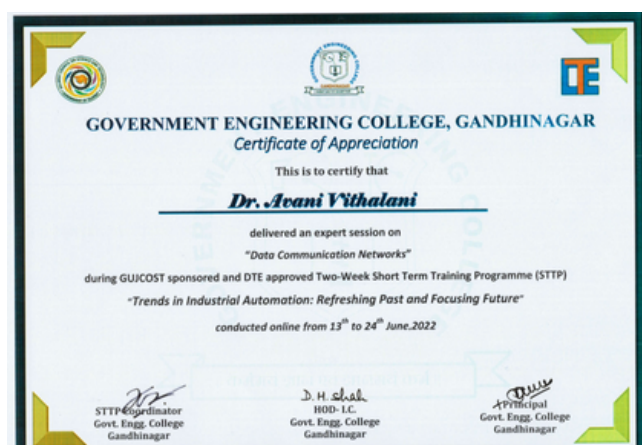 GOVERNMENT ENGINEERING COLLEGE, GANDHINAGAR
Certificate of Appreciation
This is to certify that
Dr. Avani Vithalani
delivered an expert session on
"Data Communication Networks"
during GUJCOST sponsored and DTE approved Two-Week Short Term Training Programme (STTP)
"Trends in Industrial Automation: Refreshing Past and Focusing Future"
conducted online from 13th to 24th June.2022
STTP Coordinator
Govt. Engg. College
Gandhinagar
D. H. Shah
HOD- I.C.
Govt. Engg. College
Gandhinagar
Principal
Govt. Engg. College
Gandhinagar
DTE